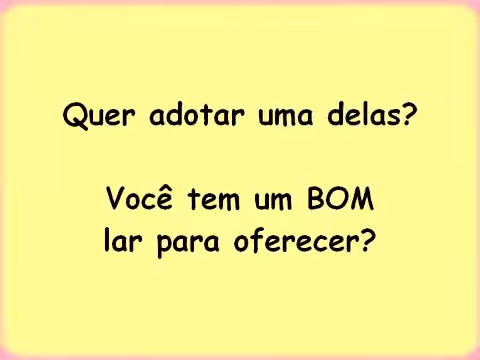 Quer adotar uma delas?
Você tem um BOM
lar para oferecer?